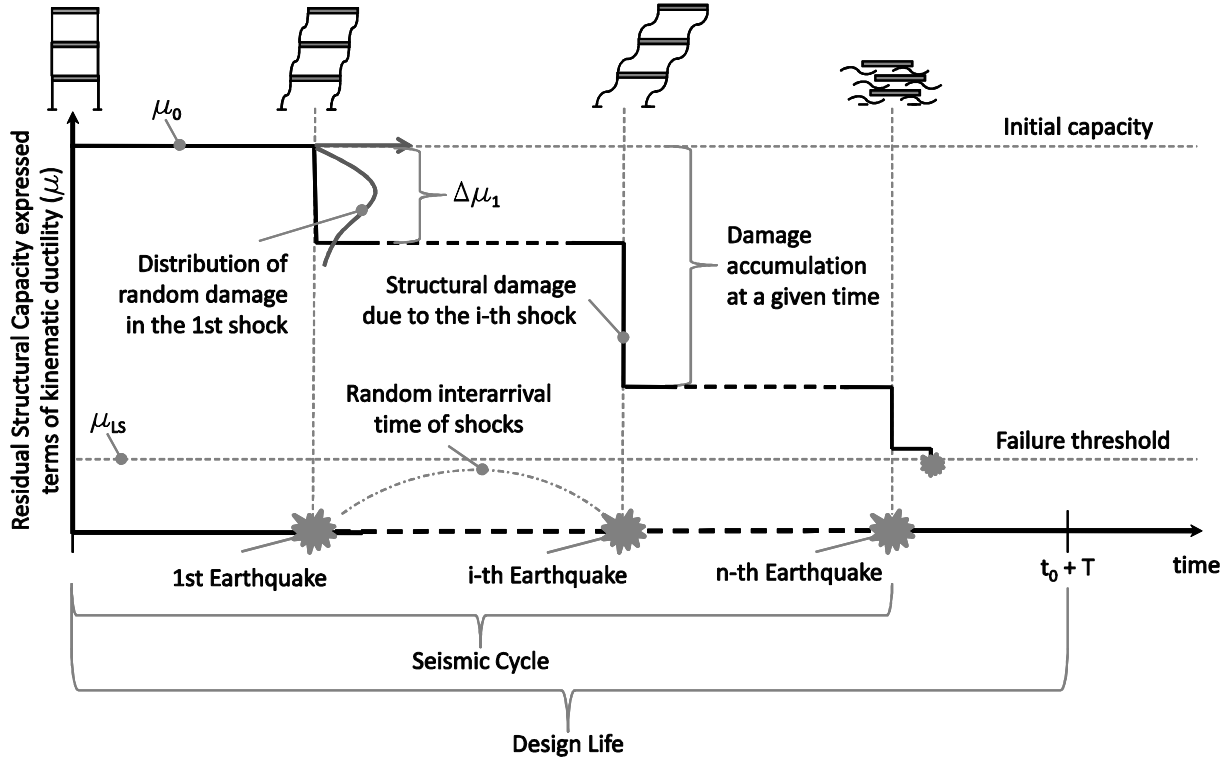 Residual Structural Capacity expressed
terms of kinematic ductility (μ)
μ₀
Initial capacity
Δμ₁
Distribution of
random damage
in the 1st shock
Structural damage
due to the i-th shock
Damage
accumulation
at a given time
Random interarrival
time of shocks
μLS
Failure threshold
1st Earthquake
i-th Earthquake
n-th Earthquake
t₀ + T
time
Seismic Cycle
Design Life